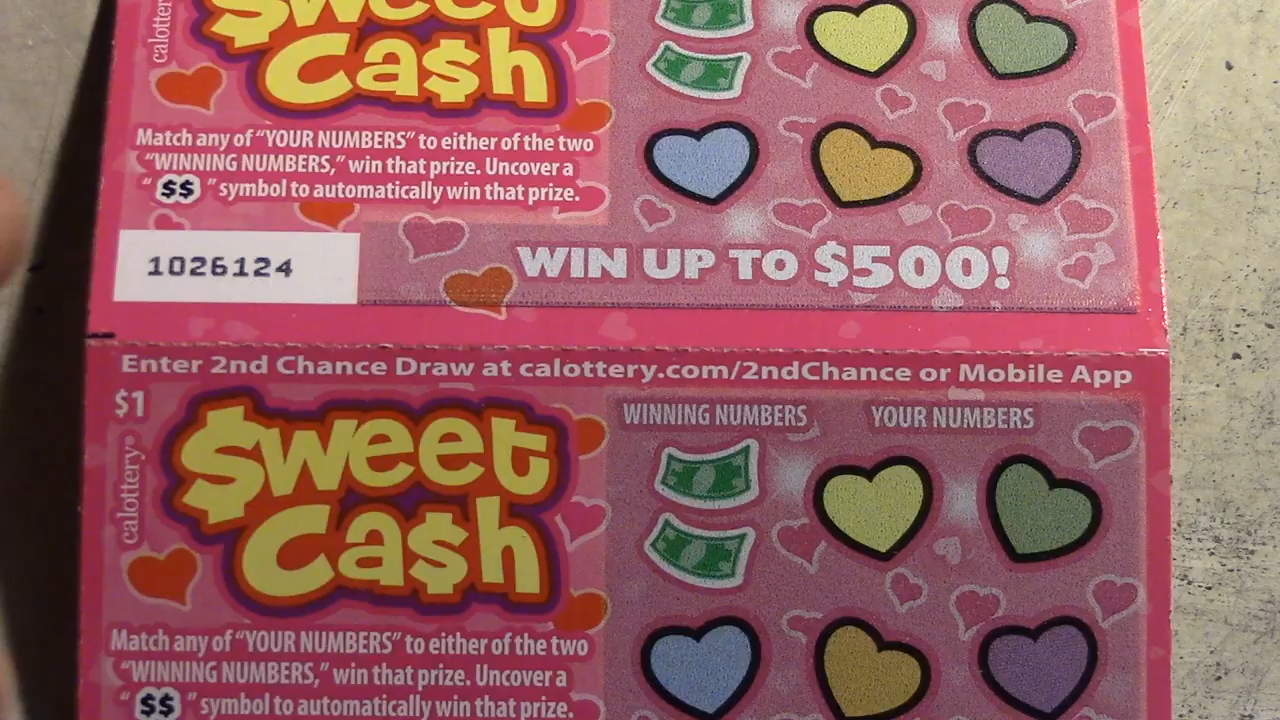 calottery
$weet
Ca$h
Match any of "YOUR NUMBERS" to either of the two
"WINNING NUMBERS," win that prize. Uncover a
"$$" symbol to automatically win that prize.
1026124
WIN UP TO $500!
Enter 2nd Chance Draw at calottery.com/2ndChance or Mobile App
$1
calottery
$weet
Ca$h
WINNING NUMBERS
YOUR NUMBERS
Match any of "YOUR NUMBERS" to either of the two
"WINNING NUMBERS," win that prize. Uncover a
"$$" symbol to automatically win that prize.